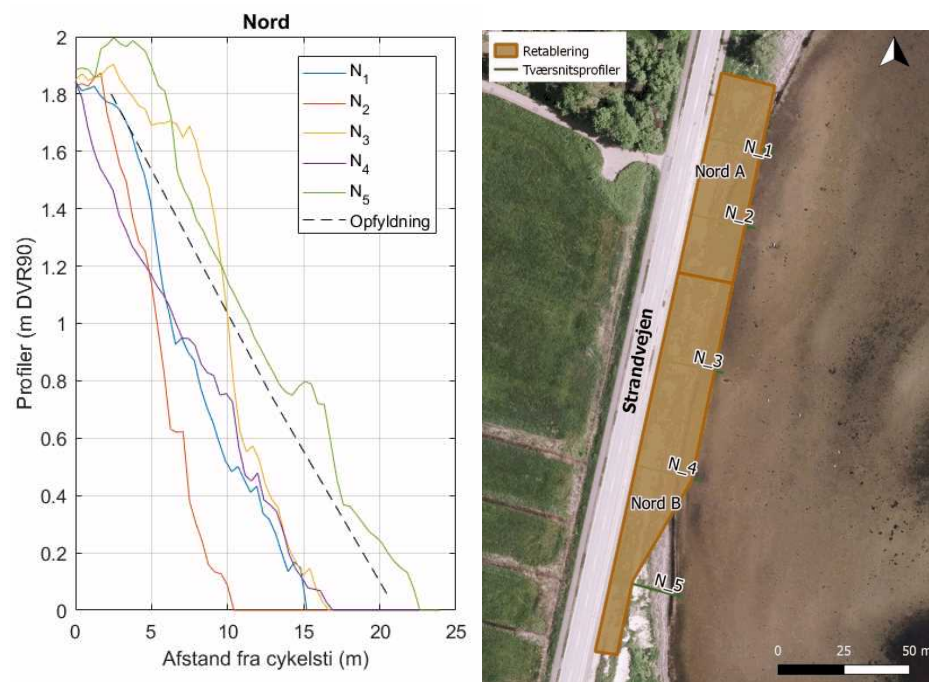 Nord
2
1.8
1.6
1.4
1.2
1
0.8
0.6
0.4
0.2
0
0
5
10
15
20
25
Profiler (m DVR90)
Afstand fra cykelsti (m)
N1
N2
N3
N4
N5
Opfyldning
Retablering
Tværsnitsprofiler
N_1
Nord A
N_2
N_3
Strandvejen
N_4
Nord B
N_5
0 25 50 m